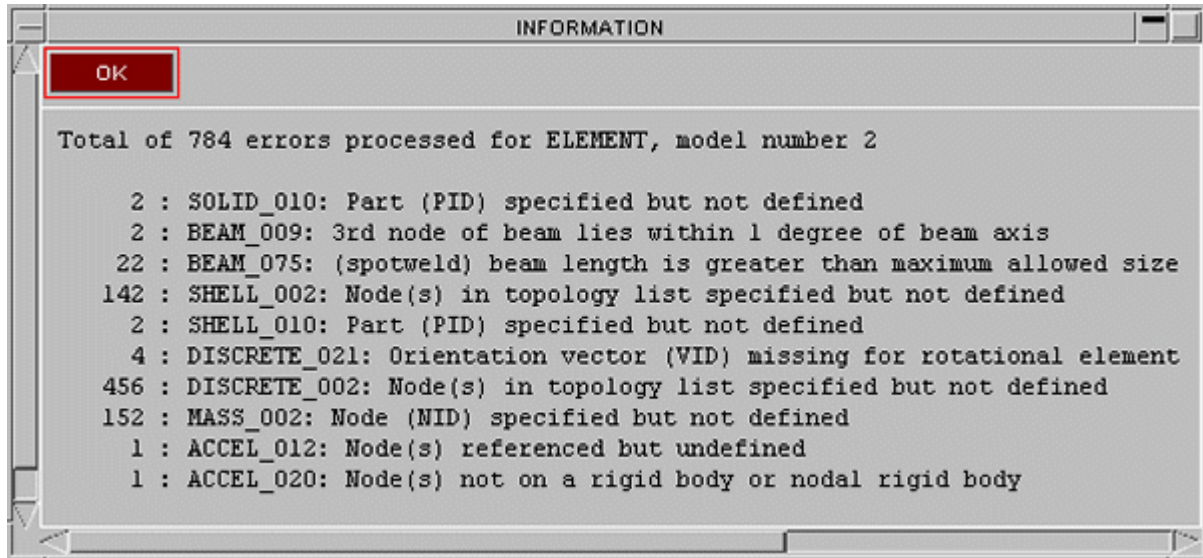 INFORMATION
OK
Total of 784 errors processed for ELEMENT, model number 2
2 : SOLID_010: Part (PID) specified but not defined
2 : BEAM_009: 3rd node of beam lies within 1 degree of beam axis
22 : BEAM_075: (spotweld) beam length is greater than maximum allowed size
142 : SHELL_002: Node(s) in topology list specified but not defined
2 : SHELL_010: Part (PID) specified but not defined
4 : DISCRETE_021: Orientation vector (VID) missing for rotational element
456 : DISCRETE_002: Node(s) in topology list specified but not defined
152 : MASS_002: Node (NID) specified but not defined
1 : ACCEL_012: Node(s) referenced but undefined
1 : ACCEL_020: Node(s) not on a rigid body or nodal rigid body